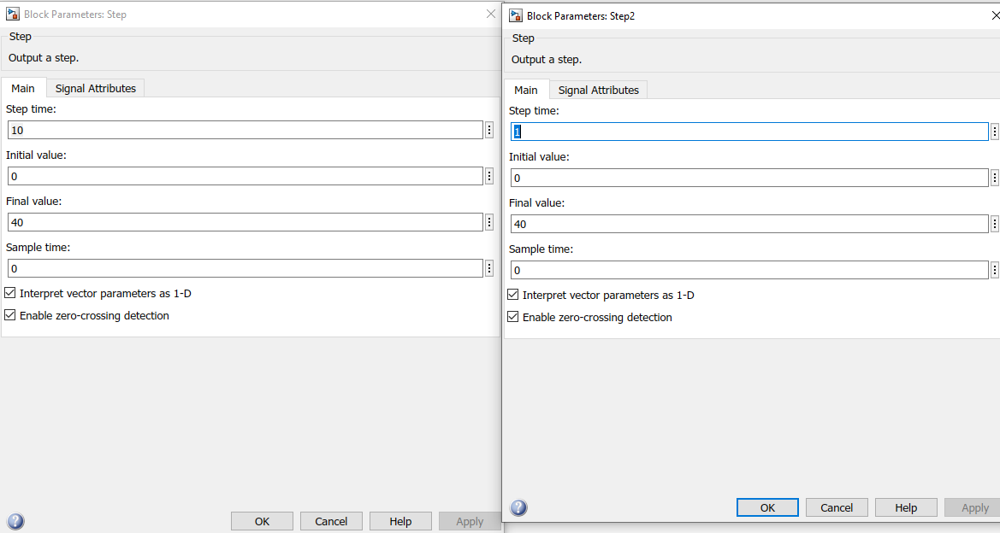 Block Parameters: Step
Step
Output a step.
Main
Signal Attributes
Step time:
10
Initial value:
0
Final value:
40
Sample time:
0
Interpret vector parameters as 1-D
Enable zero-crossing detection
OK
Cancel
Help
Apply
Block Parameters: Step2
Step
Output a step.
Main
Signal Attributes
Step time:
1
Initial value:
0
Final value:
40
Sample time:
0
Interpret vector parameters as 1-D
Enable zero-crossing detection
OK
Cancel
Help
Apply